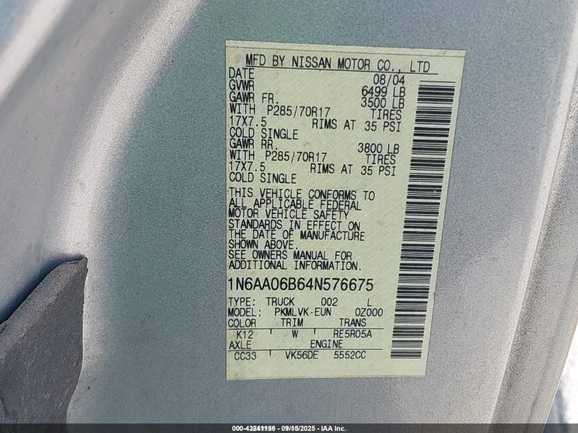 MFD BY NISSAN MOTOR CO., LTD
DATE 08/04
GVWR 6499 LB
GAWR FR. 3500 LB
WITH P285/70R17 TIRES
17X7.5 RIMS AT 35 PSI
COLD SINGLE
GAWR RR. 3800 LB
WITH P285/70R17 TIRES
17X7.5 RIMS AT 35 PSI
COLD SINGLE
THIS VEHICLE CONFORMS TO
ALL APPLICABLE FEDERAL
MOTOR VEHICLE SAFETY
STANDARDS IN EFFECT ON
THE DATE OF MANUFACTURE
SHOWN ABOVE.
SEE OWNERS MANUAL FOR
ADDITIONAL INFORMATION.
1N6AA06B64N576675
TYPE: TRUCK 002 L
MODEL: PKMLVK-EUN 0Z000
COLOR TRIM TRANS
K12 W RE5R05A
AXLE ENGINE
CC33 VK56DE 5552CC
09/15/2025 IAA Inc.